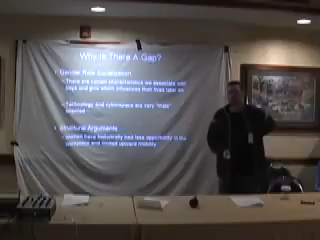 Why Is There A Gap?
Gender Role Socialization
– There are certain characteristics we associate with
boys and girls which influences their lives later on
– Technology and cyberspace are very "male"
oriented
Structural Arguments
– women have historically had less opportunity in the
workplace and limited upward mobility